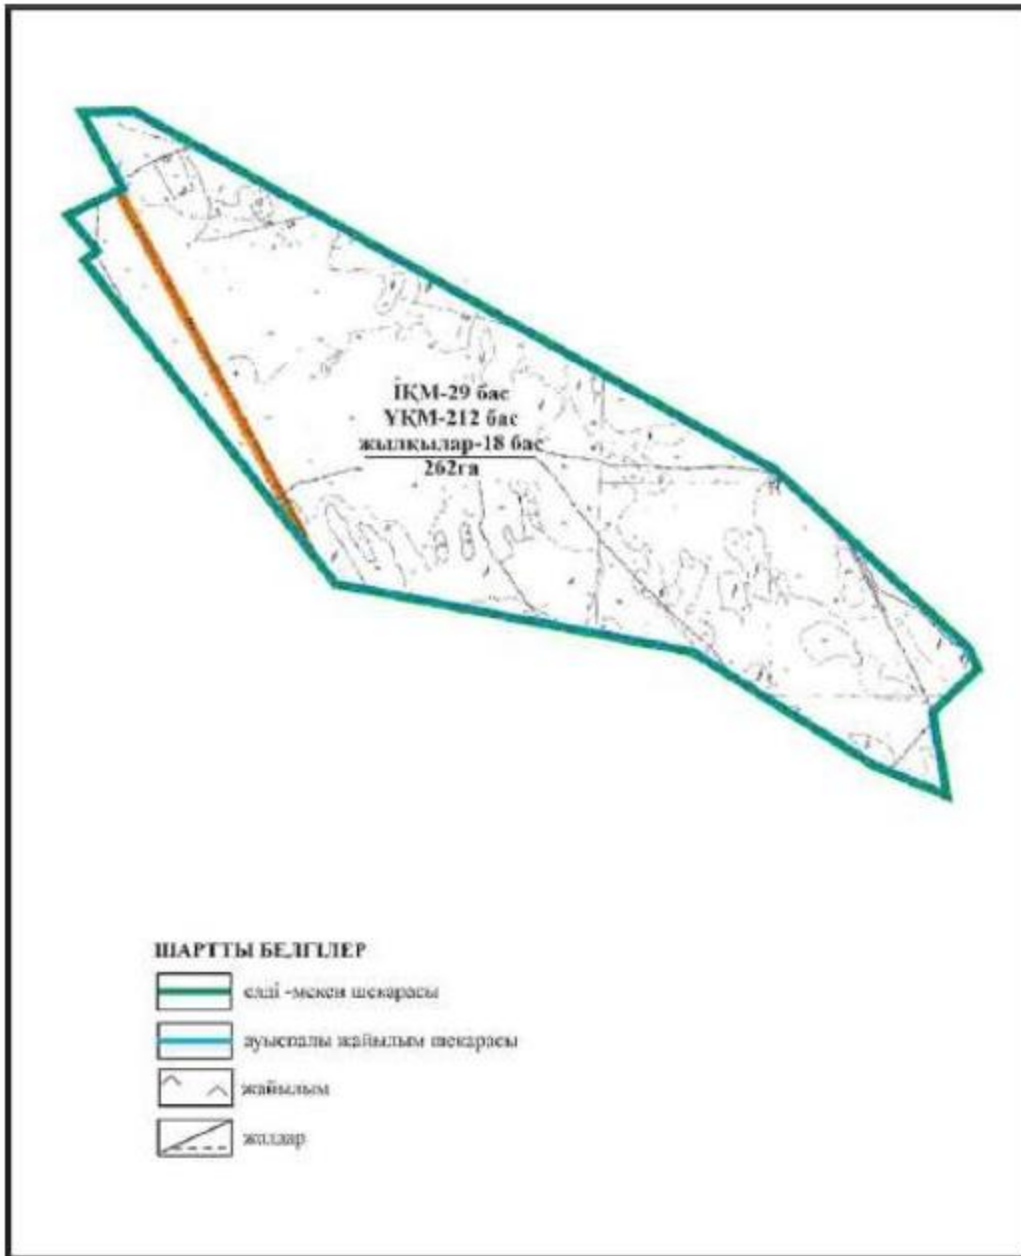 ІҚМ-29 бас
ҰҚМ-212 бас
жылқылар-18 бас
262га
ШАРТТЫ БЕЛГІЛЕР
елді -мекен шекарасы
ауыспалы жайылым шекарасы
жайылым
жолдар